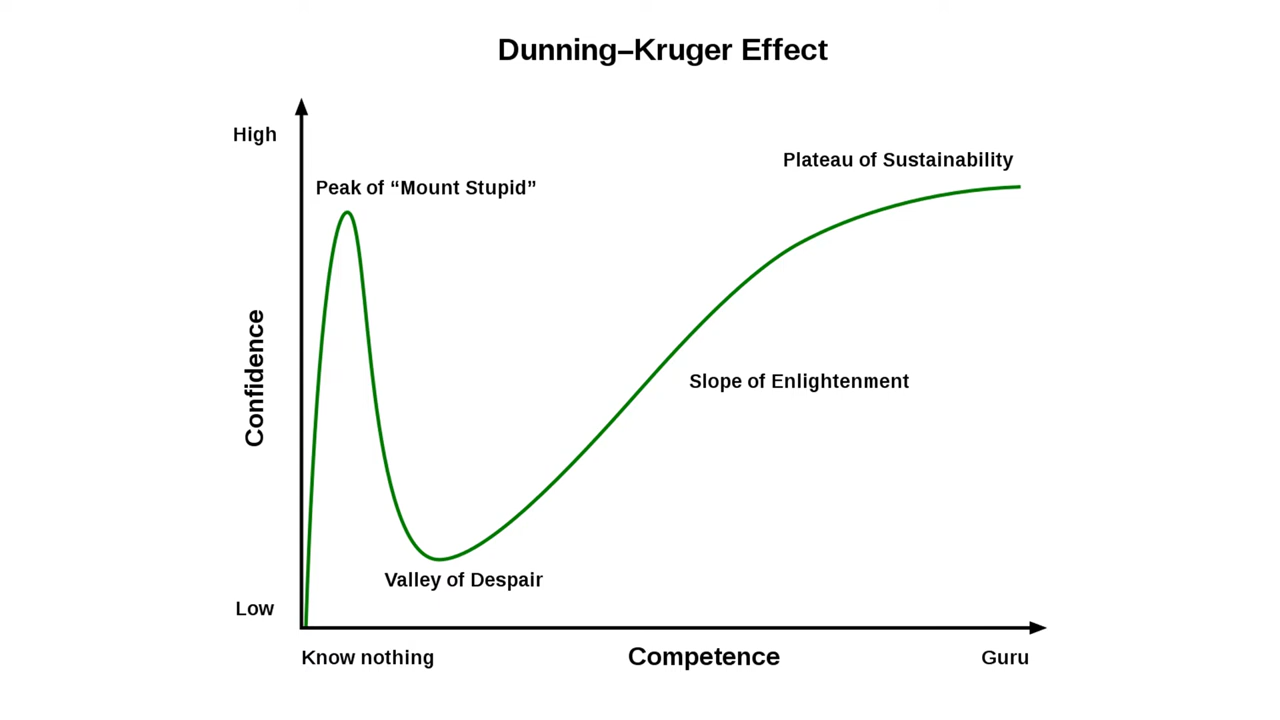 Dunning–Kruger Effect
High
Plateau of Sustainability
Peak of “Mount Stupid”
Confidence
Slope of Enlightenment
Valley of Despair
Low
Know nothing
Competence
Guru